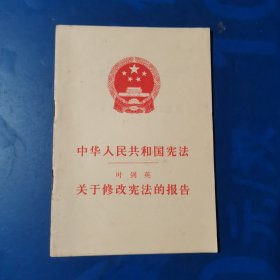 中华人民共和国宪法
叶剑英
关于修改宪法的报告